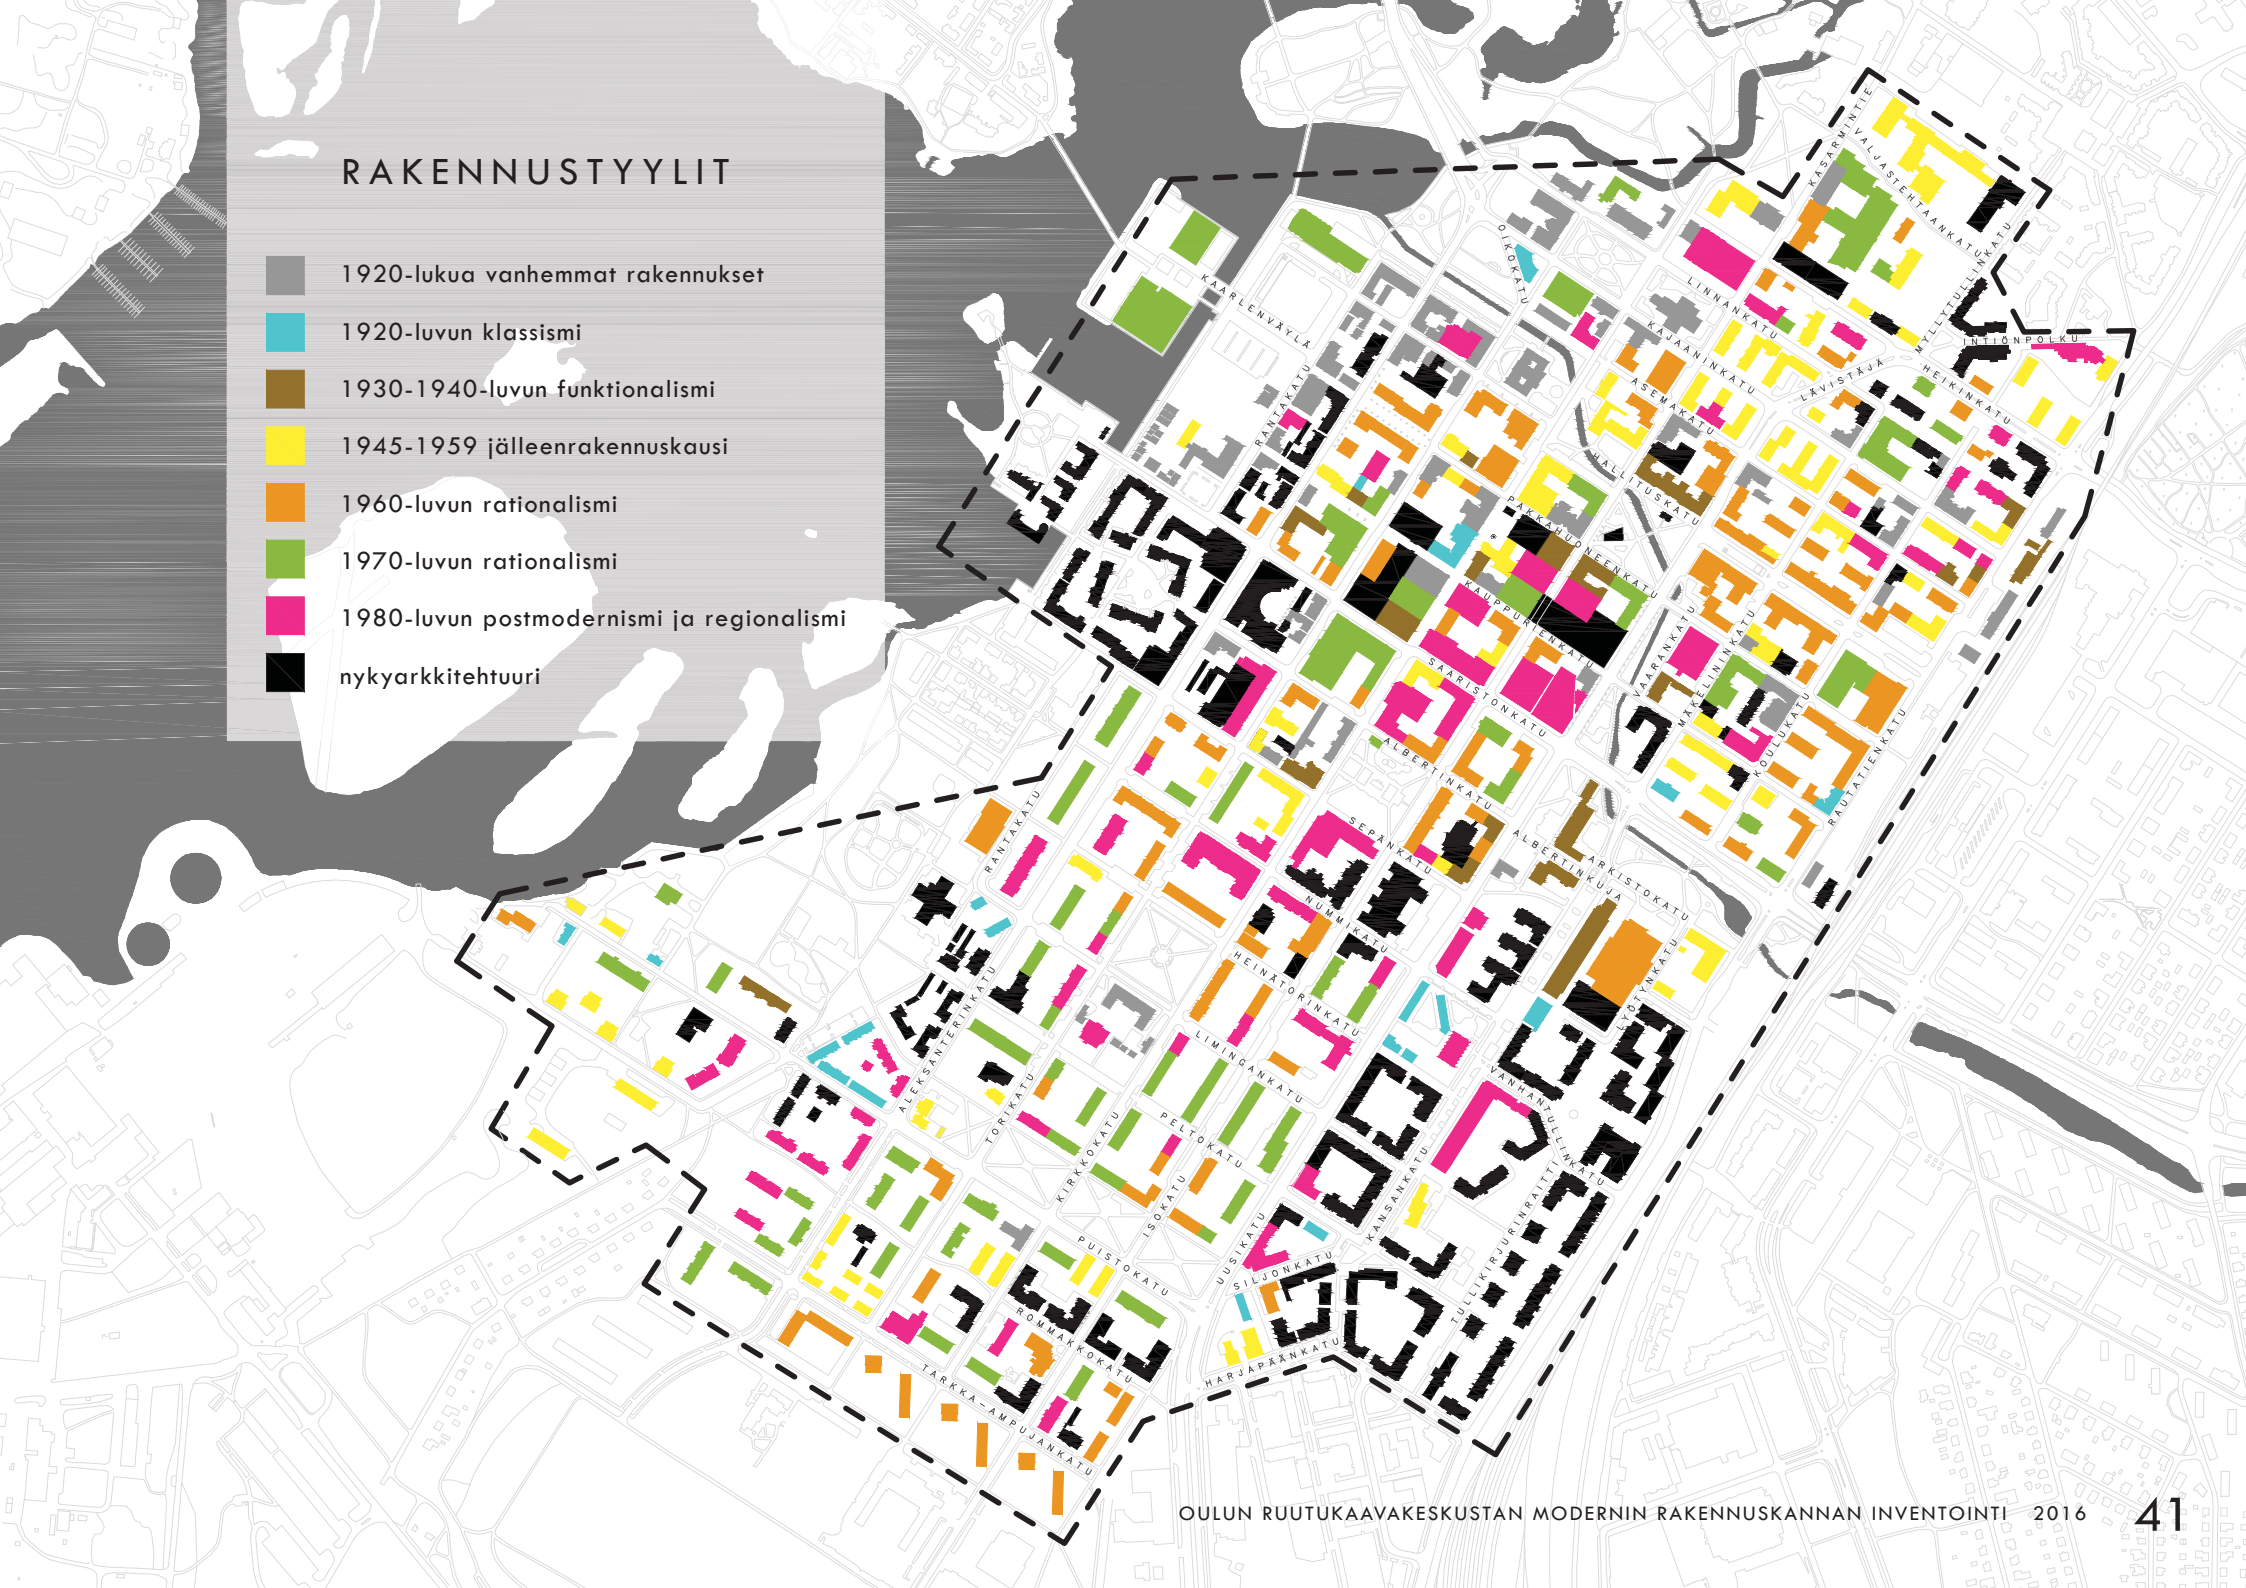 RAKENNUSTYYLIT
1920-lukua vanhemmat rakennukset
1920-luvun klassismi
1930-1940-luvun funktionalismi
1945-1959 jälleenrakennuskausi
1960-luvun rationalismi
1970-luvun rationalismi
1980-luvun postmodernismi ja regionalismi
nykyarkkitehtuuri
KASARMINTIE
VALJASTEHTAANKATU
MYLLYTULLINKATU
INTIÖNPOLKU
OIKOKATU
LINNANKATU
KAARLENVÄYLÄ
KAJAANINKATU
LÄVISTÄJÄ
HEIKINKATU
RANTAKATU
ASEMAKATU
HALLITUSKATU
PAKKAHUONEENKATU
KAUPPURIENKATU
SAARISTONKATU
VAARANKATU
MÄKELININKATU
KOULUKATU
RAUTATIENKATU
ALBERTINKATU
RANTAKATU
SEPÄNKATU
ALBERTINKUJA
ARKISTOKATU
NUMMIKATU
HEINÄTORINKATU
LYÖTYNKATU
ALEKSANTERINKATU
LIMINGANKATU
VANHANTULLINKATU
TORIKATU
KIRKKOKATU
PELTOKATU
ISOKATU
UUSIKATU
KANSANKATU
TULLIKIRJURINRAITTI
PUISTOKATU
SILJONKATU
ROMMAKKOKATU
HARJAPÄÄNKATU
TARKKA-AMPUJANKATU
OULUN RUUTUKAAVAKESKUSTAN MODERNIN RAKENNUSKANNAN INVENTOINTI 2016 41